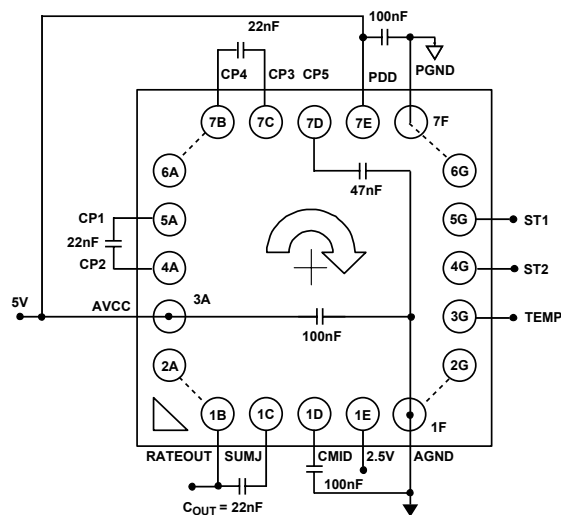 100nF
22nF
CP4
CP3
CP5
PDD
PGND
7B
7C
7D
7E
7F
6A
6G
47nF
CP1
5A
5G
ST1
22nF
CP2
4A
4G
ST2
5V
AVCC
3A
3G
TEMP
100nF
2A
2G
1B
1C
1D
1E
1F
RATEOUT
SUMJ
CMID
2.5V
AGND
100nF
COUT = 22nF